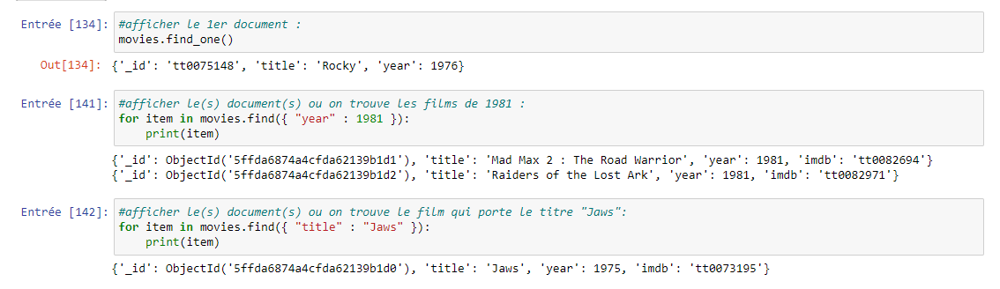 Entrée [134]: #afficher le 1er document :
movies.find_one()
Out[134]: {'_id': 'tt0075148', 'title': 'Rocky', 'year': 1976}
Entrée [141]: #afficher le(s) document(s) ou on trouve les films de 1981 :
for item in movies.find({ "year" : 1981 }):
    print(item)
{'_id': ObjectId('5ffda6874a4cfda62139b1d1'), 'title': 'Mad Max 2 : The Road Warrior', 'year': 1981, 'imdb': 'tt0082694'}
{'_id': ObjectId('5ffda6874a4cfda62139b1d2'), 'title': 'Raiders of the Lost Ark', 'year': 1981, 'imdb': 'tt0082971'}
Entrée [142]: #afficher le(s) document(s) ou on trouve le film qui porte le titre "Jaws":
for item in movies.find({ "title" : "Jaws" }):
    print(item)
{'_id': ObjectId('5ffda6874a4cfda62139b1d0'), 'title': 'Jaws', 'year': 1975, 'imdb': 'tt0073195'}